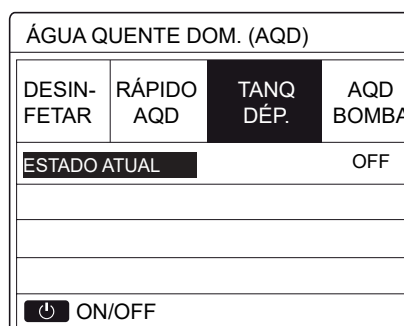 ÁGUA QUENTE DOM. (AQD)
DESIN-
FETAR
RÁPIDO
AQD
TANQ
DÉP.
AQD
BOMBA
ESTADO ATUAL OFF
ON/OFF